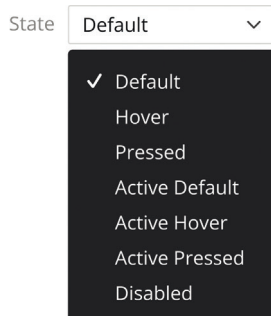 State Default
Default
Hover
Pressed
Active Default
Active Hover
Active Pressed
Disabled